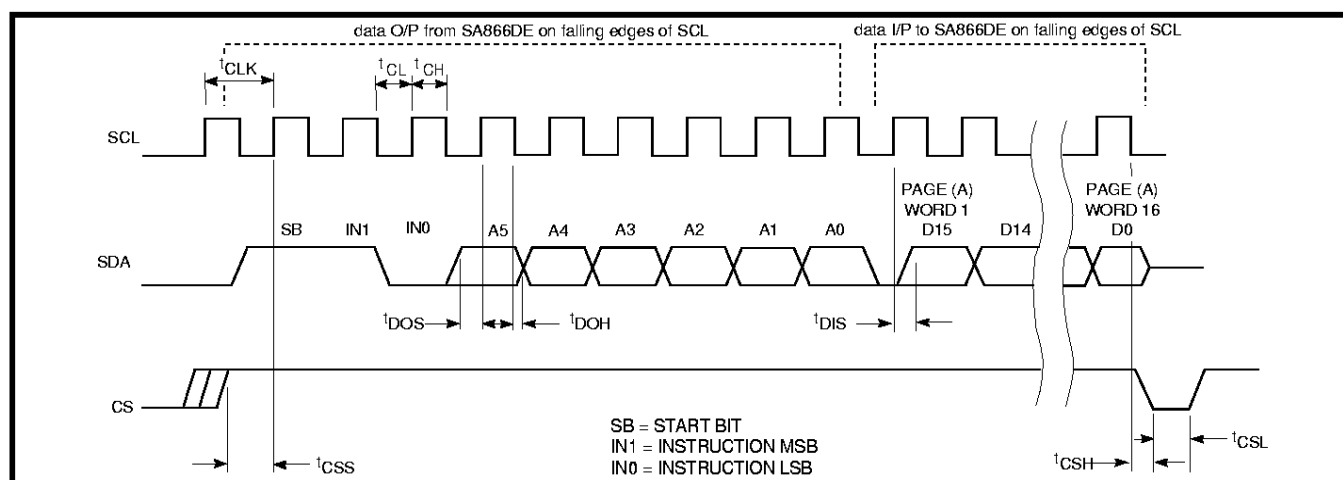 data O/P from SA866DE on falling edges of SCL
data I/P to SA866DE on falling edges of SCL
tCLK
tCL
tCH
SCL
PAGE (A)
WORD 1
PAGE (A)
WORD 16
SB
IN1
IN0
A5
A4
A3
A2
A1
A0
D15
D14
D0
SDA
tDOS
tDOH
tDIS
CS
SB = START BIT
IN1 = INSTRUCTION MSB
IN0 = INSTRUCTION LSB
tCSS
tCSH
tCSL